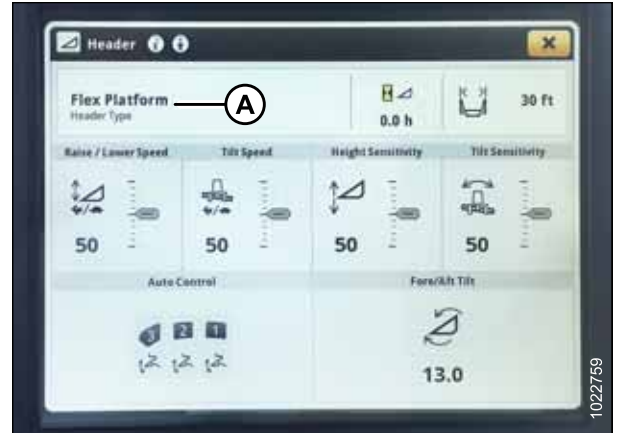 Header
Flex Platform
Header Type
A
0.0 h
30 ft
Raise / Lower Speed
Tilt Speed
Height Sensitivity
Tilt Sensitivity
50
50
50
50
Auto Control
Fore/Aft Tilt
3 2 1
13.0
1022759